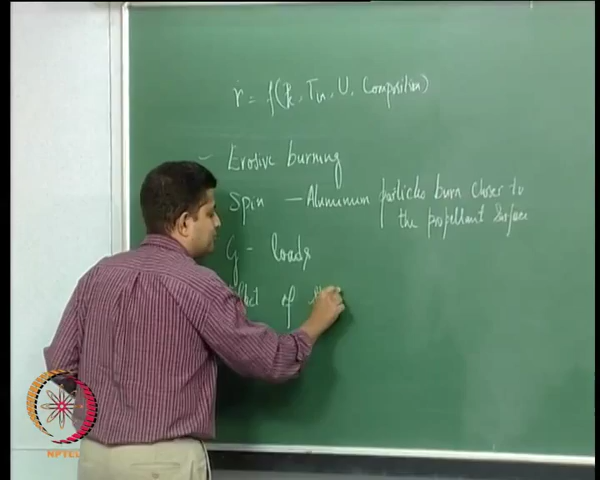 ṙ = f(Pc, Tin, U, Composition)
Erosive burning
Spin — Aluminum particles burn closer to
the propellant surface
G - loads
of
NPTEL